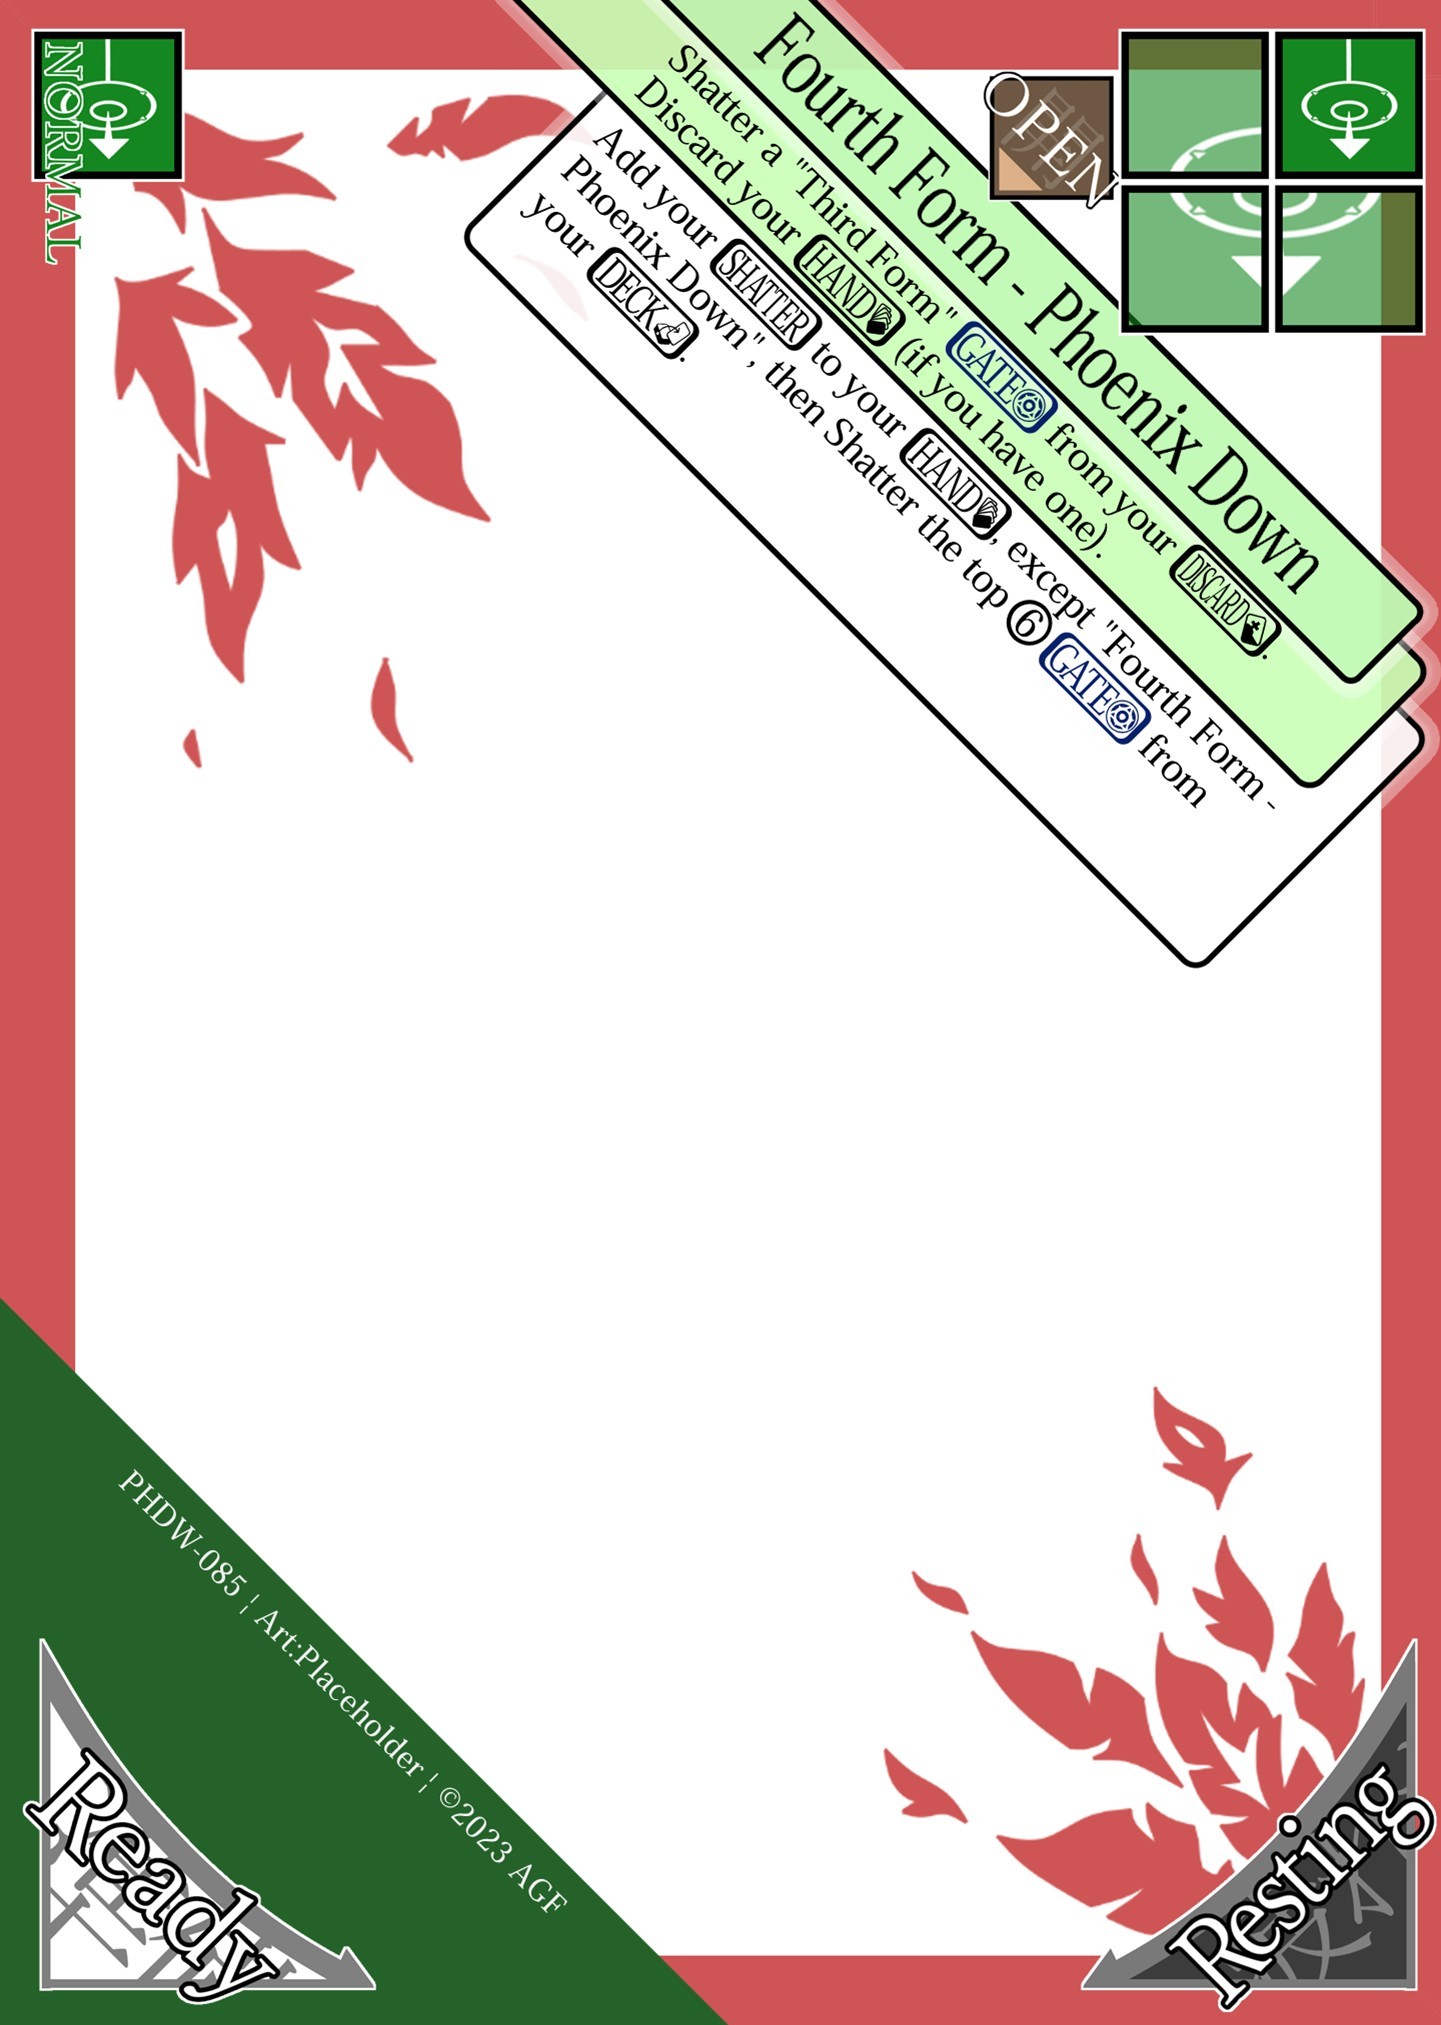 NORMAL
OPEN
Fourth Form - Phoenix Down
Shatter a "Third Form" GATE from your DISCARD.
Discard your HAND (if you have one).
Add your SHATTER to your HAND, except "Fourth Form -
Phoenix Down", then Shatter the top 6 GATE from
your DECK.
PHDW-085 ¦ Art:Placeholder ¦ ©2023 AGF
Ready
Resting